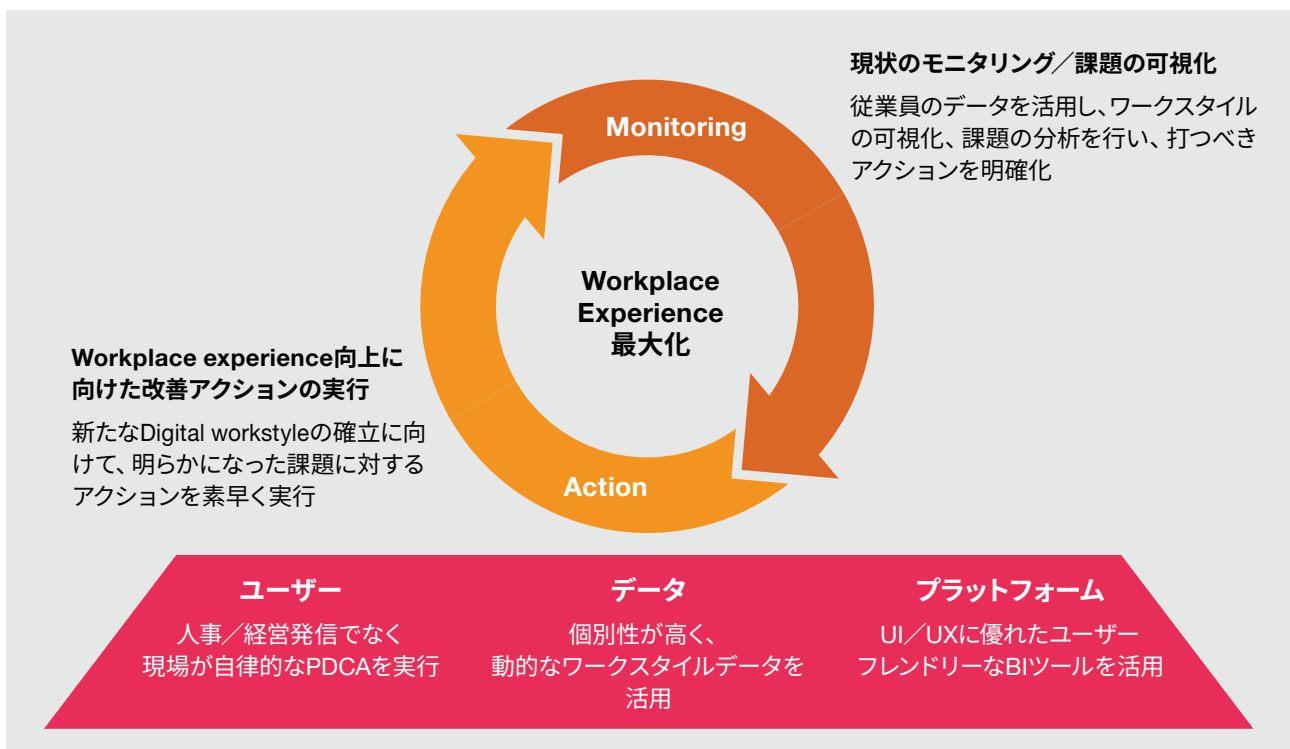 現状のモニタリング／課題の可視化
従業員のデータを活用し、ワークスタイル
の可視化、課題の分析を行い、打つべき
アクションを明確化
Monitoring
Workplace
Experience
最大化
Workplace experience向上に
向けた改善アクションの実行
新たなDigital workstyleの確立に向
けて、明らかになった課題に対する
アクションを素早く実行
Action
ユーザー
人事／経営発信でなく
現場が自律的なPDCAを実行
データ
個別性が高く、
動的なワークスタイルデータを
活用
プラットフォーム
UI／UXに優れたユーザー
フレンドリーなBIツールを活用